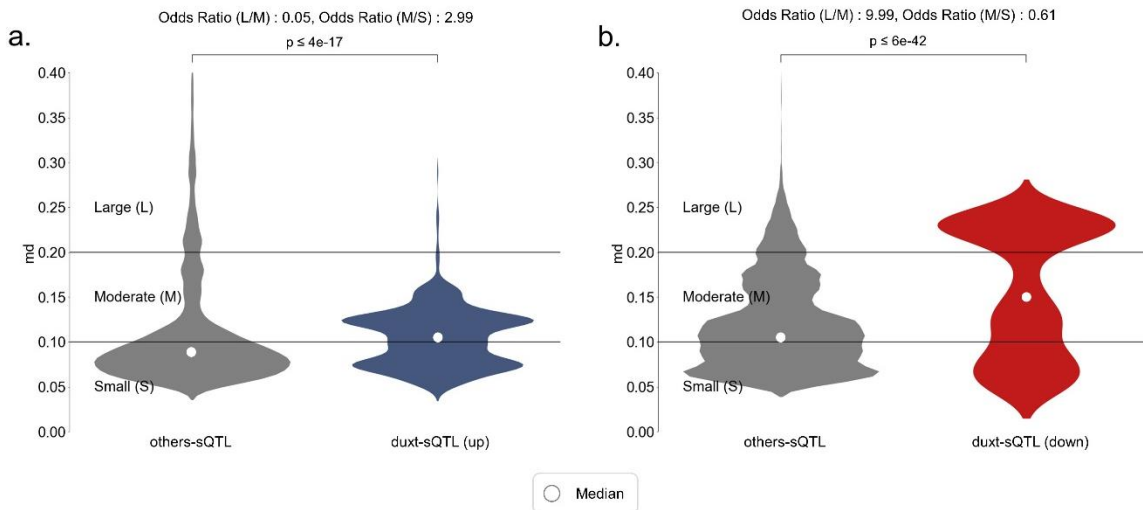 Odds Ratio (L/M) : 0.05, Odds Ratio (M/S) : 2.99
a.
p ≤ 4e-17
0.40
0.35
0.30
0.25
0.20
0.15
0.10
0.05
0.00
md
Large (L)
Moderate (M)
Small (S)
others-sQTL
duxt-sQTL (up)
Odds Ratio (L/M) : 9.99, Odds Ratio (M/S) : 0.61
b.
p ≤ 6e-42
0.40
0.35
0.30
0.25
0.20
0.15
0.10
0.05
0.00
md
Large (L)
Moderate (M)
Small (S)
others-sQTL
duxt-sQTL (down)
Median